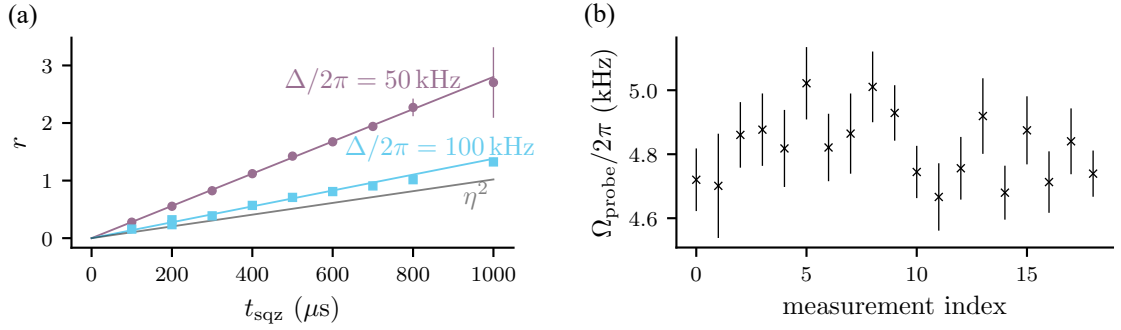 (a)
3
2
1
0
r
Δ/2π = 50 kHz
Δ/2π = 100 kHz
η²
0 200 400 600 800 1000
t_sqz (μs)
(b)
5.0
4.8
4.6
Ω_probe/2π (kHz)
0 5 10 15
measurement index